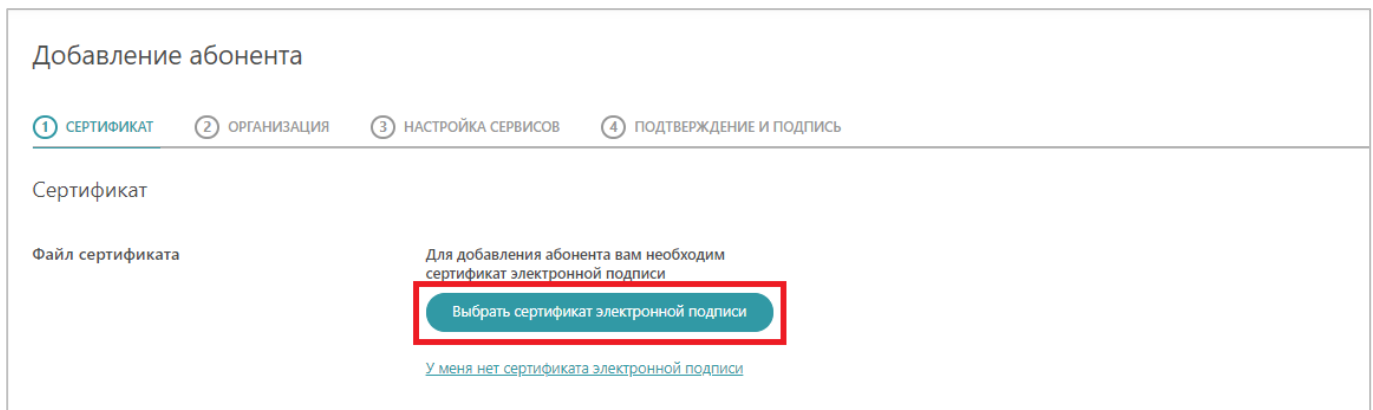 Добавление абонента
1 СЕРТИФИКАТ 2 ОРГАНИЗАЦИЯ 3 НАСТРОЙКА СЕРВИСОВ 4 ПОДТВЕРЖДЕНИЕ И ПОДПИСЬ
Сертификат
Файл сертификата
Для добавления абонента вам необходим
сертификат электронной подписи
Выбрать сертификат электронной подписи
У меня нет сертификата электронной подписи